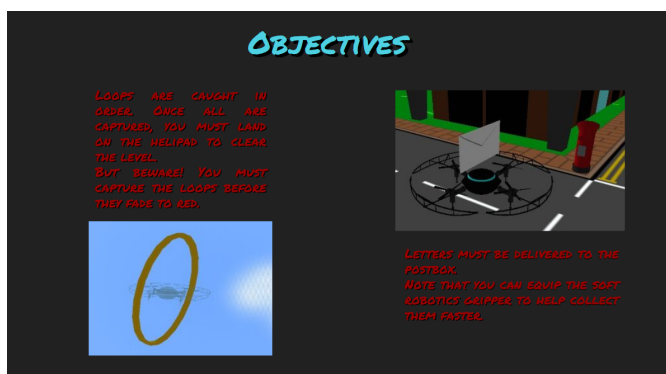 Objectives
Loops are caught in
order. Once all are
captured, you must land
on the helipad to clear
the level.
But beware! You must
capture the loops before
they fade to red.
Letters must be delivered to the
postbox.
Note that you can equip the soft
robotics gripper to help collect
them faster.